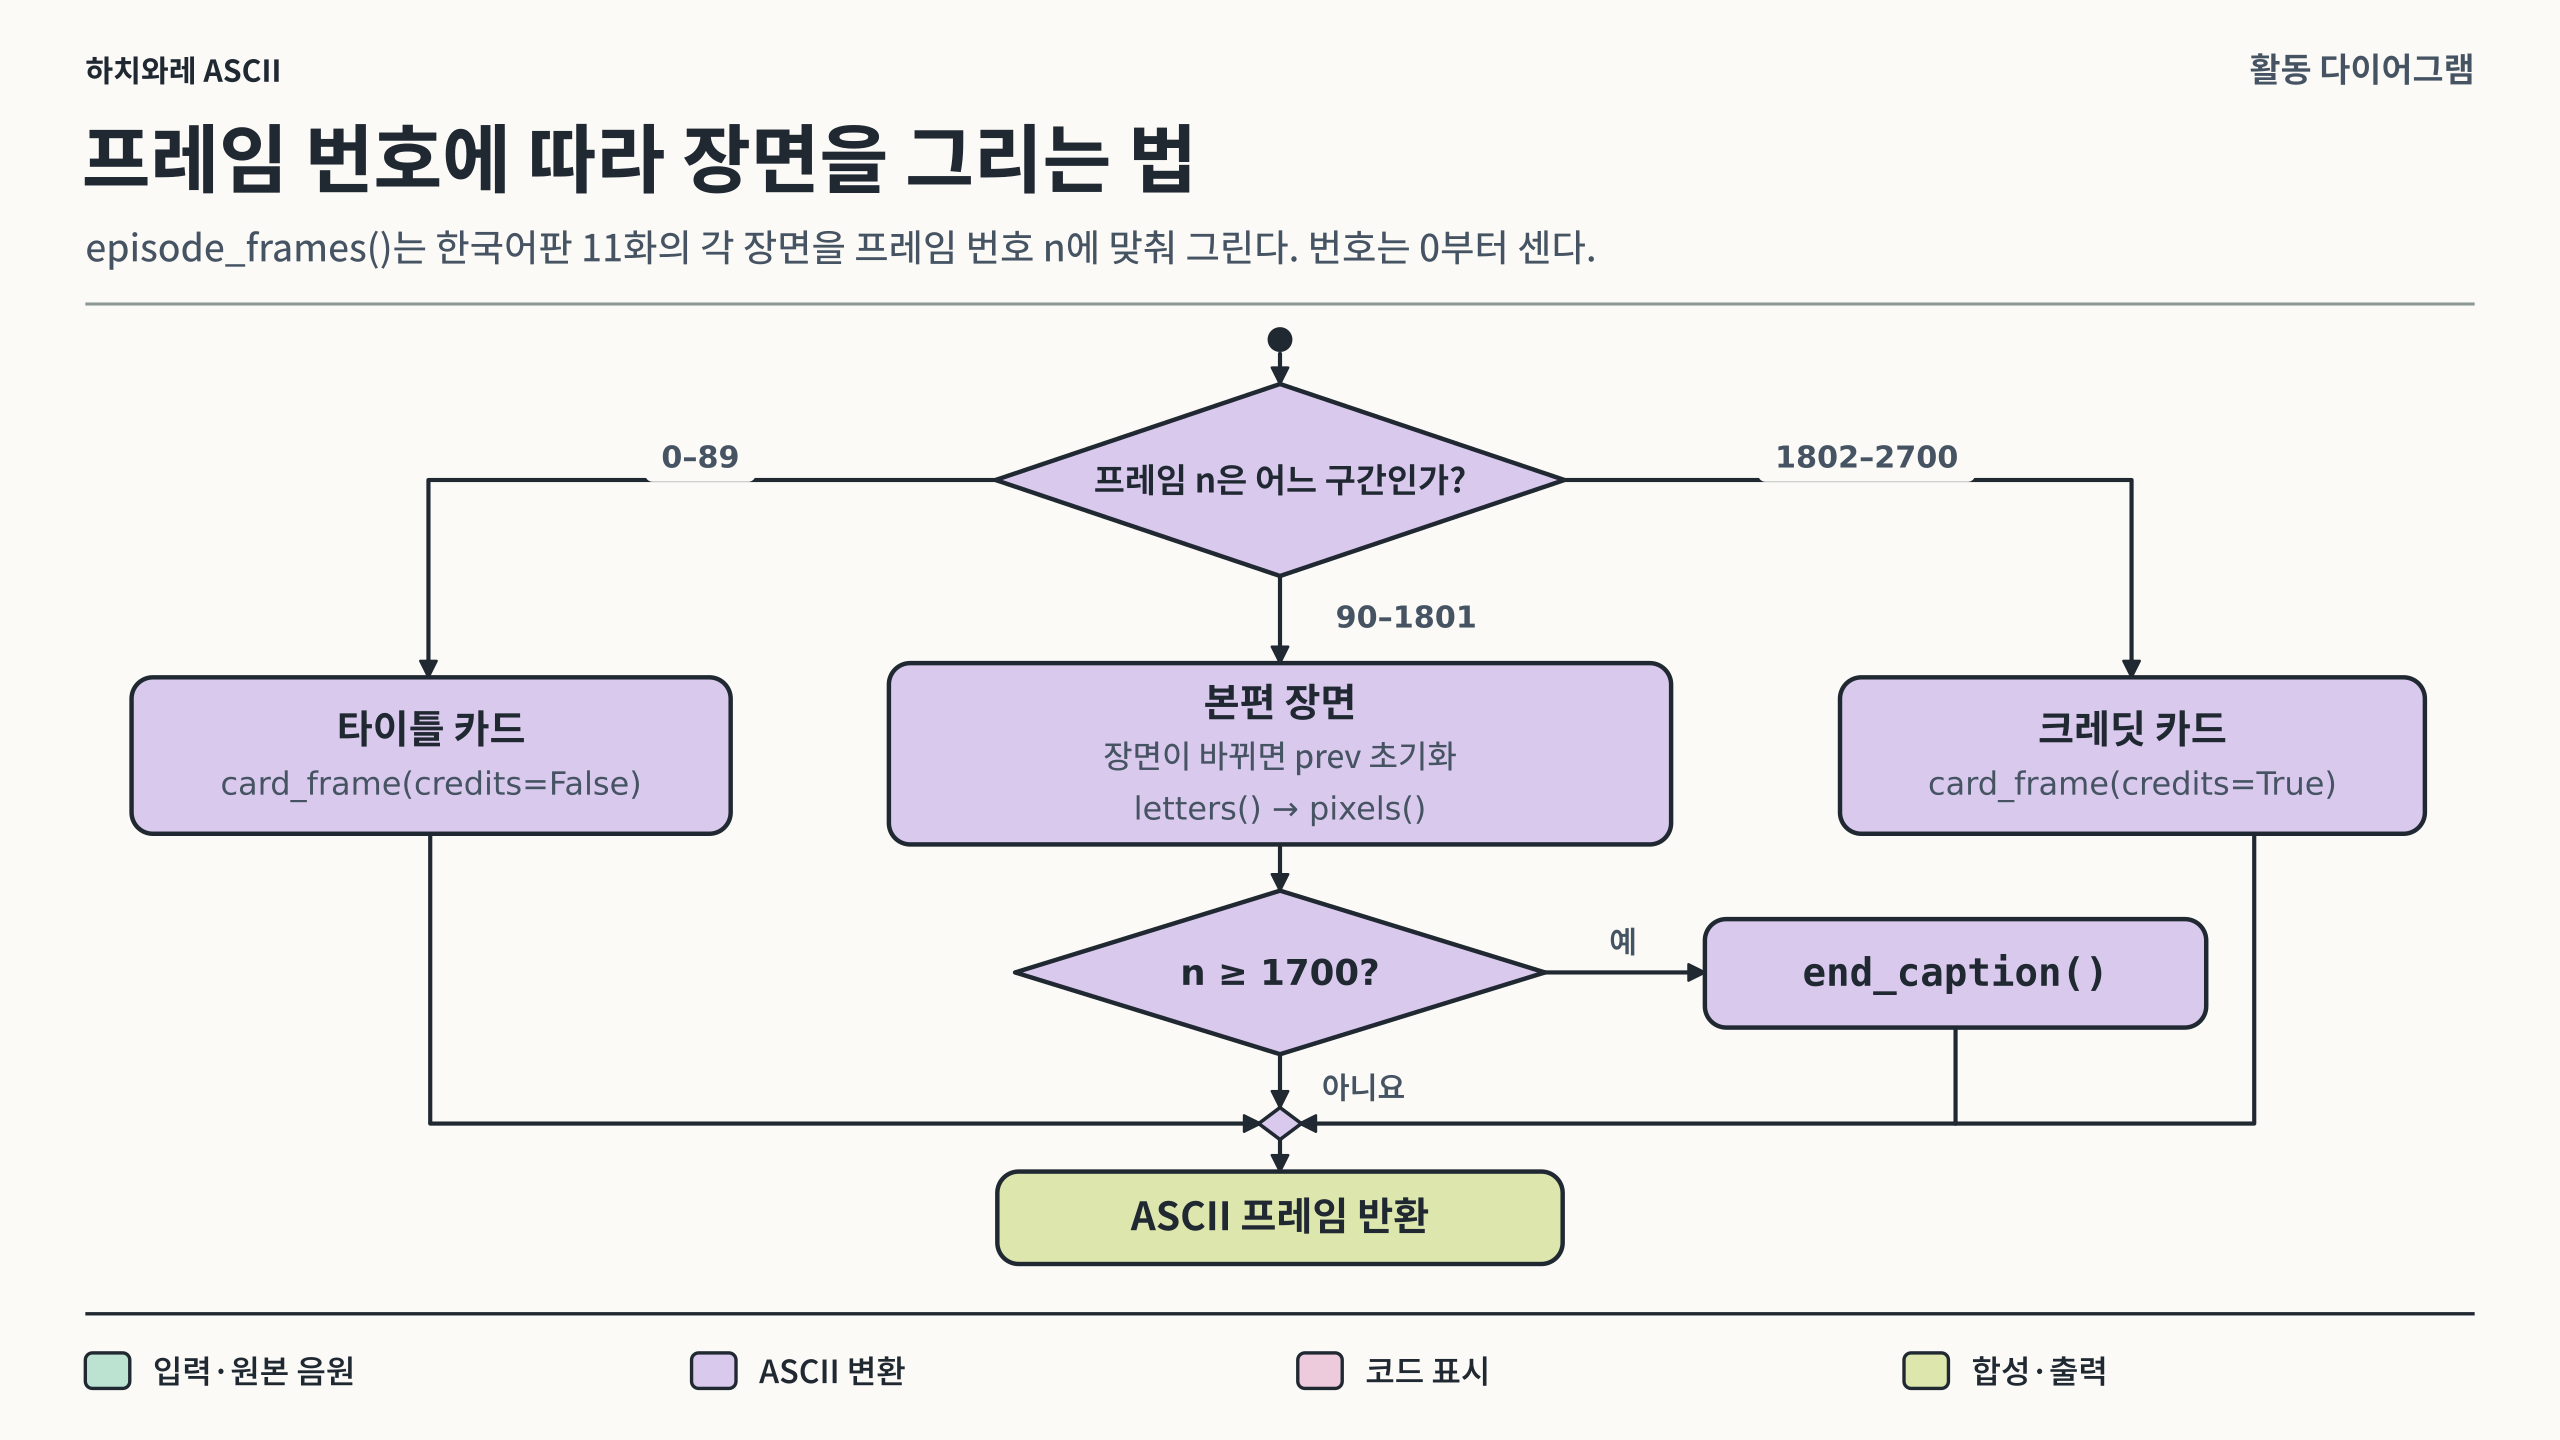 하치와레 ASCII
활동 다이어그램
프레임 번호에 따라 장면을 그리는 법
episode_frames()는 한국어판 11화의 각 장면을 프레임 번호 n에 맞춰 그린다. 번호는 0부터 센다.
프레임 n은 어느 구간인가?
0–89
1802–2700
90–1801
타이틀 카드
card_frame(credits=False)
본편 장면
장면이 바뀌면 prev 초기화
letters() → pixels()
크레딧 카드
card_frame(credits=True)
n ≥ 1700?
예
end_caption()
아니요
ASCII 프레임 반환
입력·원본 음원
ASCII 변환
코드 표시
합성·출력